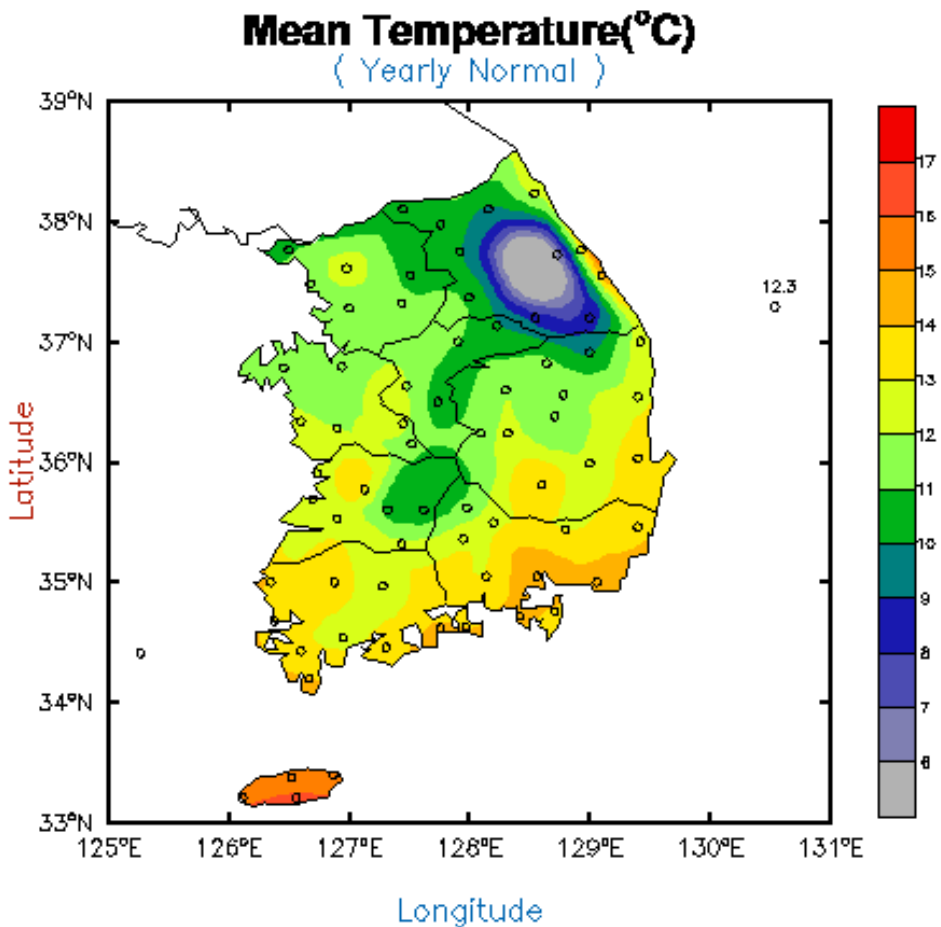 Mean Temperature(°C)
( Yearly Normal )
39°N
38°N
37°N
36°N
35°N
34°N
33°N
Latitude
125°E 126°E 127°E 128°E 129°E 130°E 131°E
Longitude
12.3
17
16
15
14
13
12
11
10
9
8
7
6